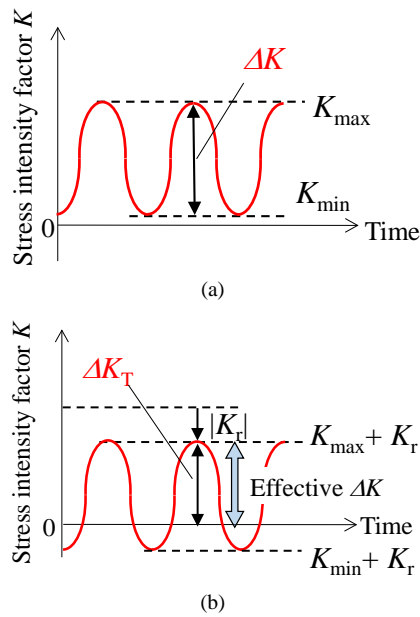 (a)
Stress intensity factor K
ΔK
K_max
K_min
0
Time
(a)
Stress intensity factor K
ΔK_T
|K_r|
K_max + K_r
Effective ΔK
0
Time
K_min + K_r
(b)